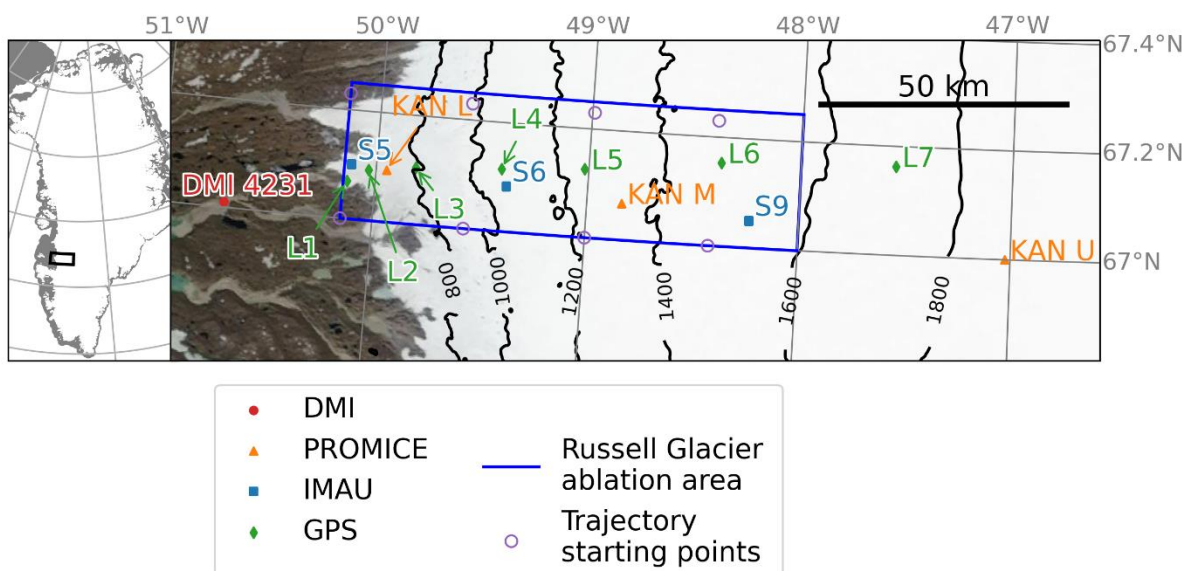 51°W 50°W 49°W 48°W 47°W
67.4°N
50 km
KAN L
L4
S5
S6
L5
L6
L7
67.2°N
DMI 4231
L3
KAN M
S9
L1
L2
KAN U
67°N
800
1000
1200
1400
1600
1800
DMI
PROMICE
IMAU
GPS
Russell Glacier
ablation area
Trajectory
starting points